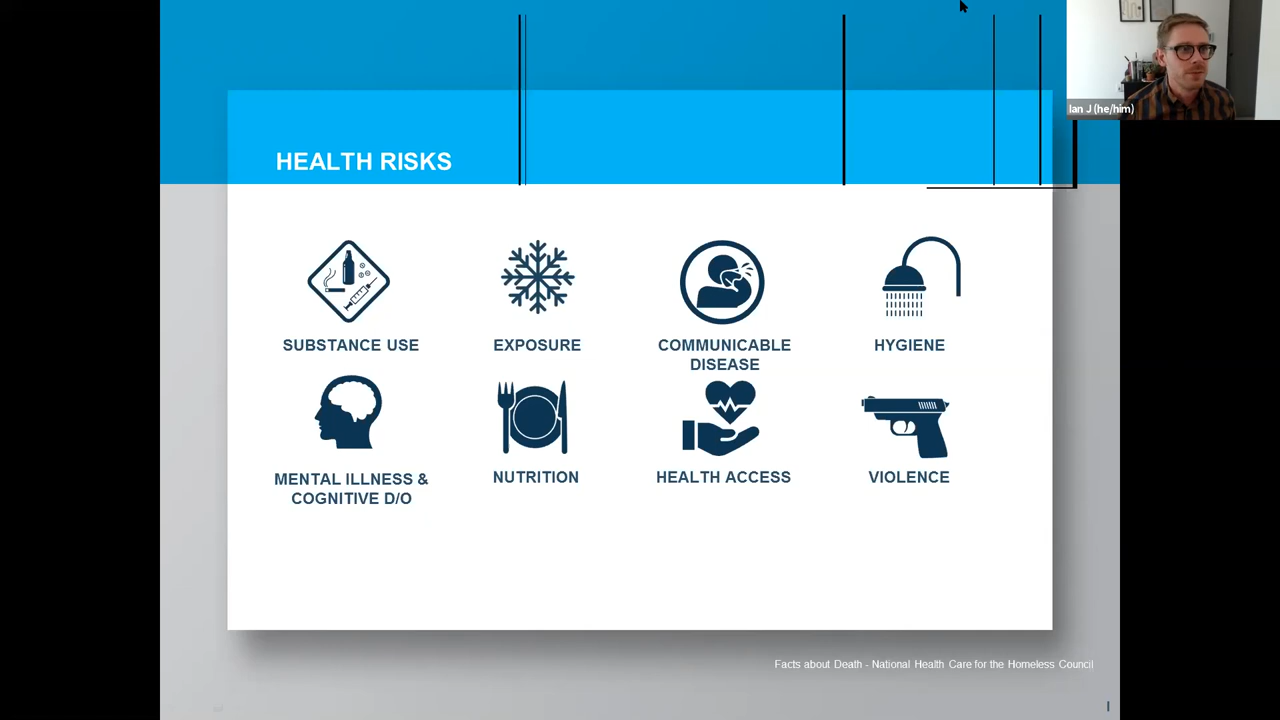 Ian J (he/him)
HEALTH RISKS
SUBSTANCE USE
EXPOSURE
COMMUNICABLE
DISEASE
HYGIENE
MENTAL ILLNESS &
COGNITIVE D/O
NUTRITION
HEALTH ACCESS
VIOLENCE
Facts about Death - National Health Care for the Homeless Council